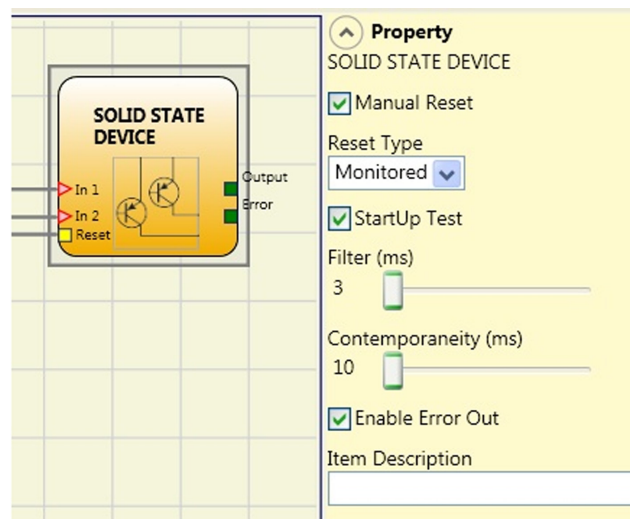 SOLID STATE
DEVICE
In 1
In 2
Reset
Output
Error
Property
SOLID STATE DEVICE
Manual Reset
Reset Type
Monitored
StartUp Test
Filter (ms)
3
Contemporaneity (ms)
10
Enable Error Out
Item Description